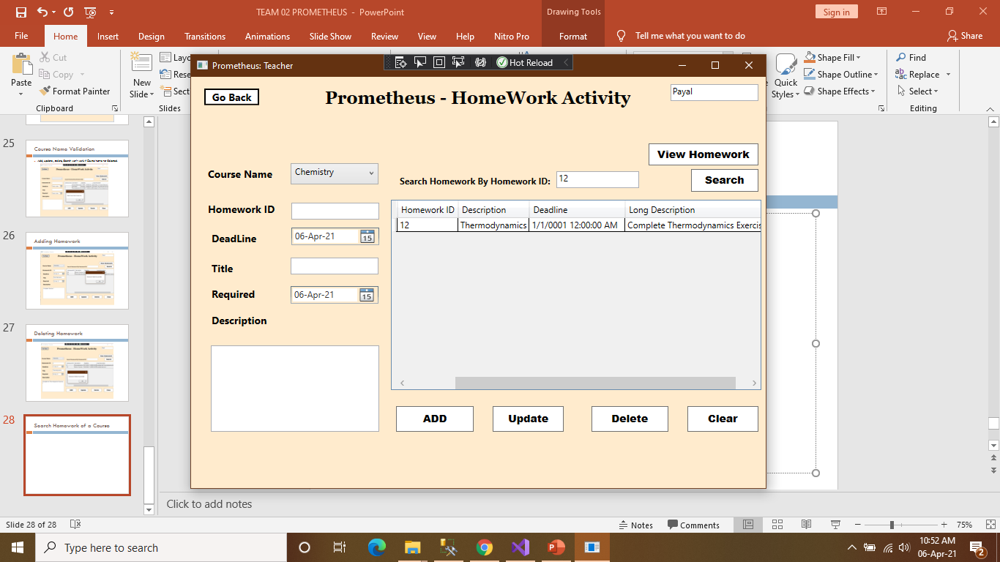 TEAM 02 PROMETHEUS - PowerPoint
Drawing Tools
Sign in
File Home Insert Design Transitions Animations Slide Show Review View Help Nitro Pro Format Tell me what you want to do Share
Paste
Cut
Copy
Format Painter
Clipboard
New
Slide
Slides
Quick
Styles
Shape Fill
Shape Outline
Shape Effects
Find
Replace
Select
Editing
Prometheus: Teacher
Hot Reload
Go Back
Prometheus - HomeWork Activity
Payal
View Homework
Course Name Chemistry
Search Homework By Homework ID: 12
Search
Homework ID
DeadLine 06-Apr-21 15
Title
Required 06-Apr-21 15
Description
Homework ID Description Deadline Long Description
12 Thermodynamics 1/1/0001 12:00:00 AM Complete Thermodynamics Exercis
ADD Update Delete Clear
25
Course Name Validation
26
Adding Homework
27
Deleting Homework
28
Search Homework of a Course
Click to add notes
Slide 28 of 28
Notes Comments 75%
Type here to search
10:52 AM
06-Apr-21
2